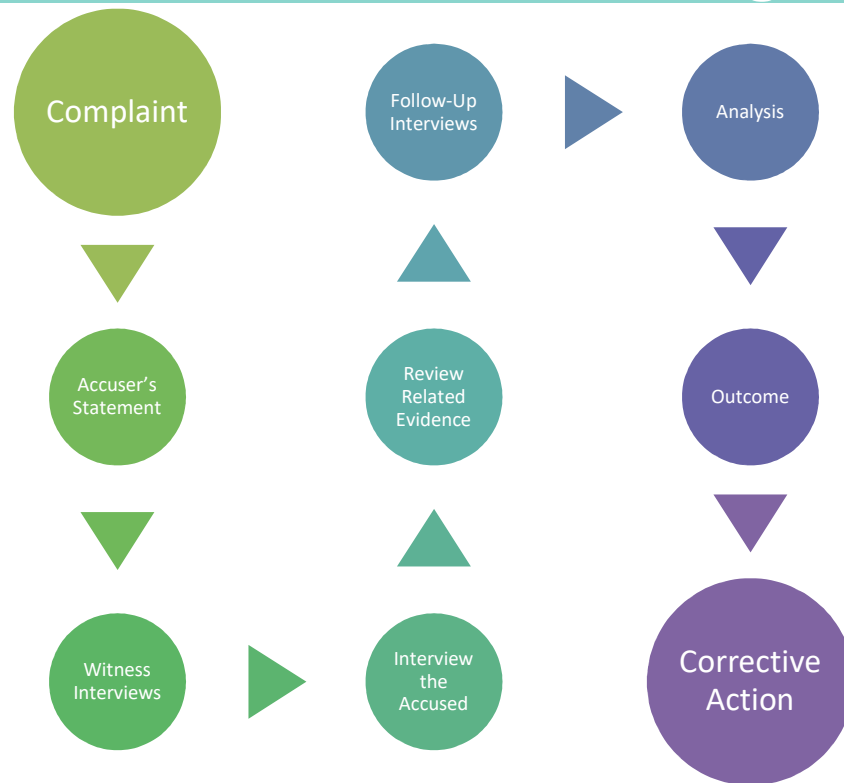 Complaint
Accuser’s
Statement
Witness
Interviews
Interview
the
Accused
Review
Related
Evidence
Follow-Up
Interviews
Analysis
Outcome
Corrective
Action